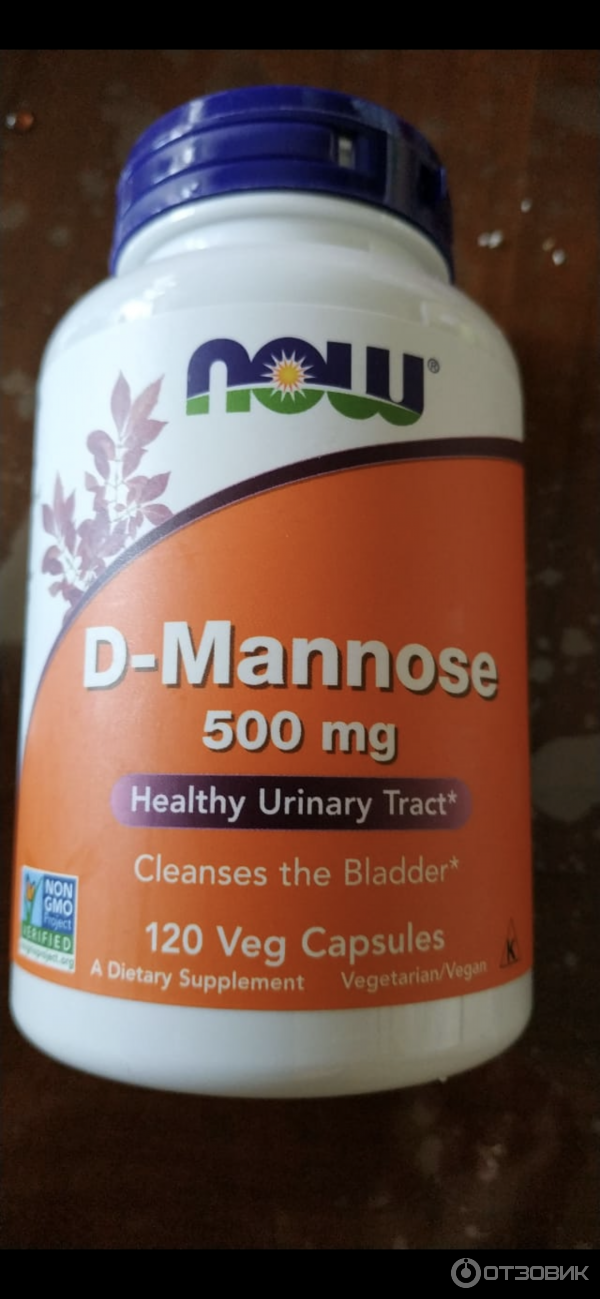 NOW®
D-Mannose
500 mg
Healthy Urinary Tract*
Cleanses the Bladder*
NON
GMO
Project
VERIFIED
120 Veg Capsules
A Dietary Supplement
Vegetarian/Vegan
K
ОТЗОВИК